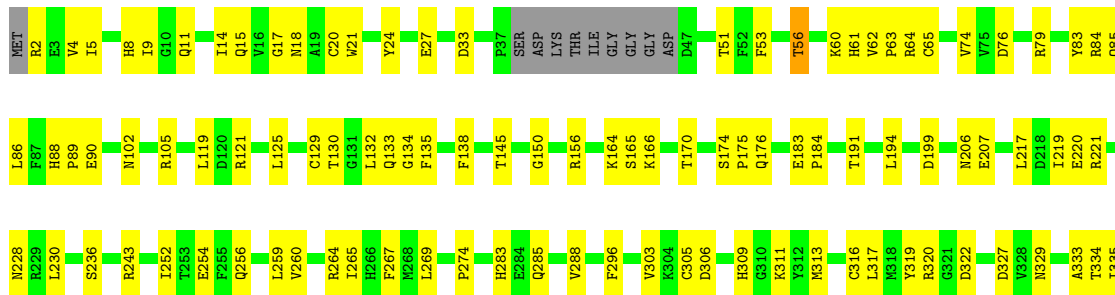 MET R2 E3 V4 I5 H8 I9 G10 Q11 I14 Q15 V16 G17 N18 A19 C20 W21 Y24 E27 D33 P37 SER ASP LYS THR ILE GLY GLY GLY ASP D47 T51 F52 F53 T56 K60 H61 V62 P63 R64 C65 V74 V75 D76 R79 Y83 R84
L86 F87 H88 P89 E90 N102 R105 L119 D120 R121 L125 C129 T130 G131 L132 Q133 G134 F135 F138 T145 G150 R156 K164 S165 K166 T170 S174 P175 Q176 E183 P184 T191 L194 D199 N206 E207 L217 D218 I219 E220 R221
N228 R229 L230 S236 R243 I252 T253 E254 F255 Q256 L259 V260 R264 I265 H266 F267 M268 L269 P274 H283 E284 Q285 V288 F296 V303 K304 C305 D306 H309 G310 K311 Y312 M313 C316 L317 M318 Y319 R320 G321 D322 D327 V328 N329 A333 T334